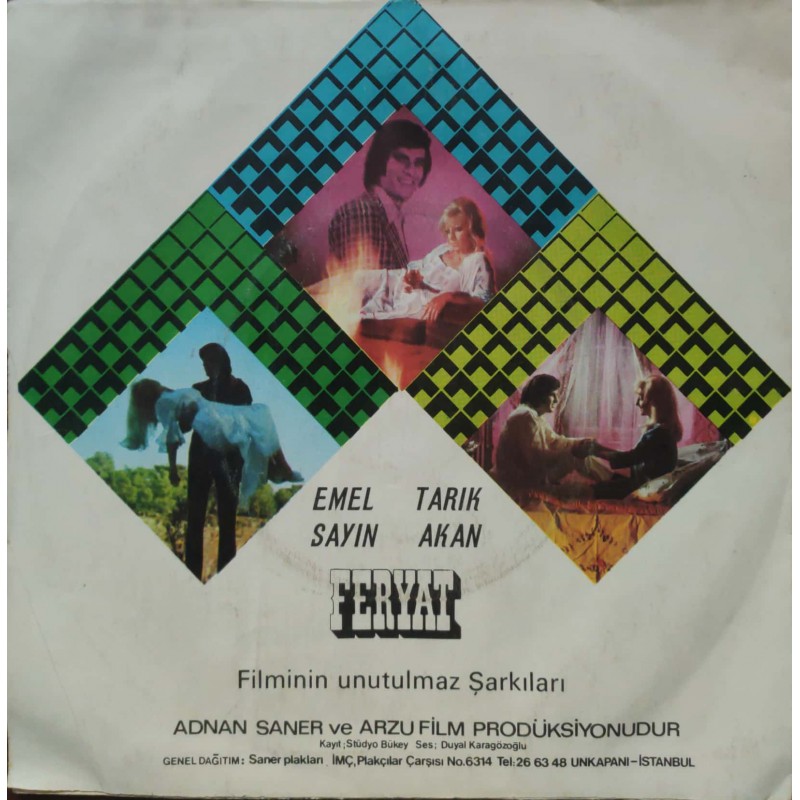 EMEL TARIK
SAYIN AKAN
FERYAT
Filminin unutulmaz Şarkıları
ADNAN SANER ve ARZU FİLM PRODÜKSİYONUDUR
Kayıt; Stüdyo Bükey Ses; Duyal Karagözoğlu
GENEL DAĞITIM: Saner plakları İMÇ, Plakçılar Çarşısı No.6314 Tel: 26 63 48 UNKAPANI-İSTANBUL